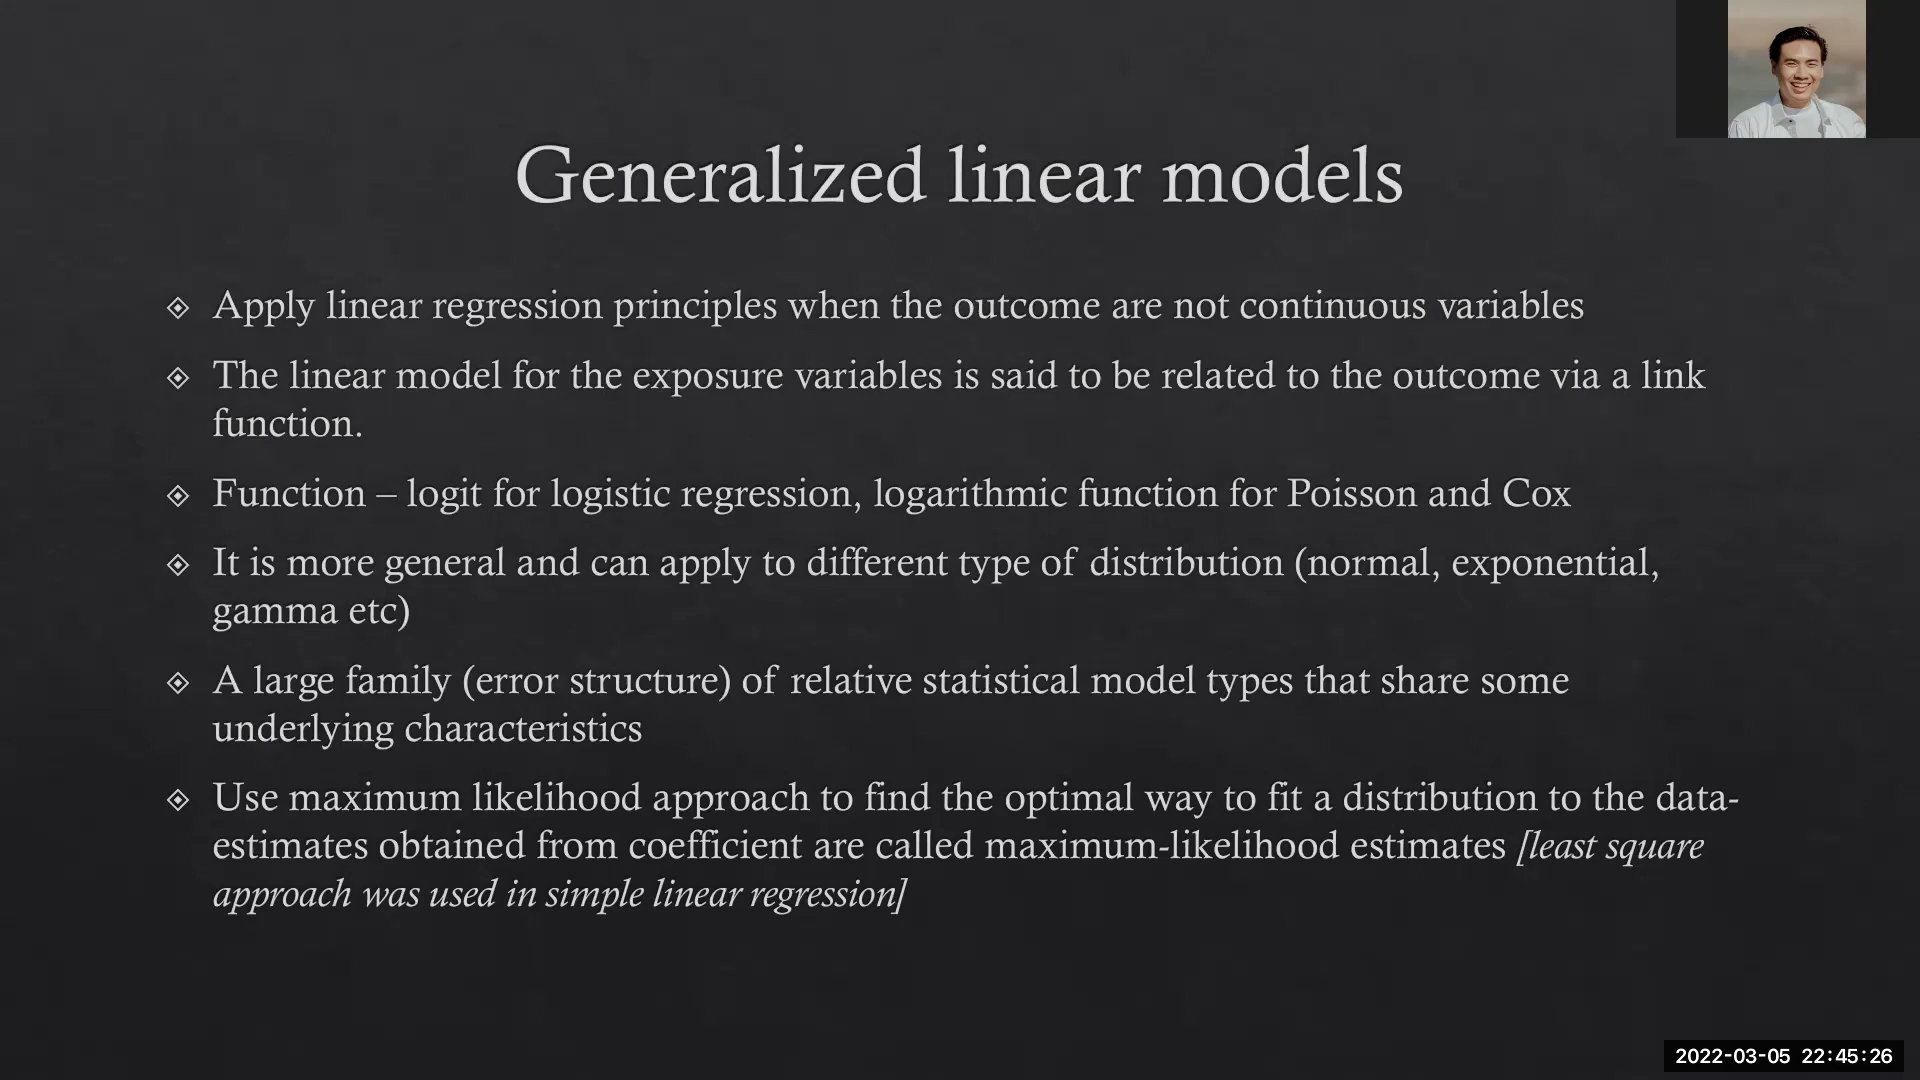 Generalized linear models
Apply linear regression principles when the outcome are not continuous variables
The linear model for the exposure variables is said to be related to the outcome via a link
function.
Function – logit for logistic regression, logarithmic function for Poisson and Cox
It is more general and can apply to different type of distribution (normal, exponential,
gamma etc)
A large family (error structure) of relative statistical model types that share some
underlying characteristics
Use maximum likelihood approach to find the optimal way to fit a distribution to the data-
estimates obtained from coefficient are called maximum-likelihood estimates [least square
approach was used in simple linear regression]
2022-03-05 22:45:26